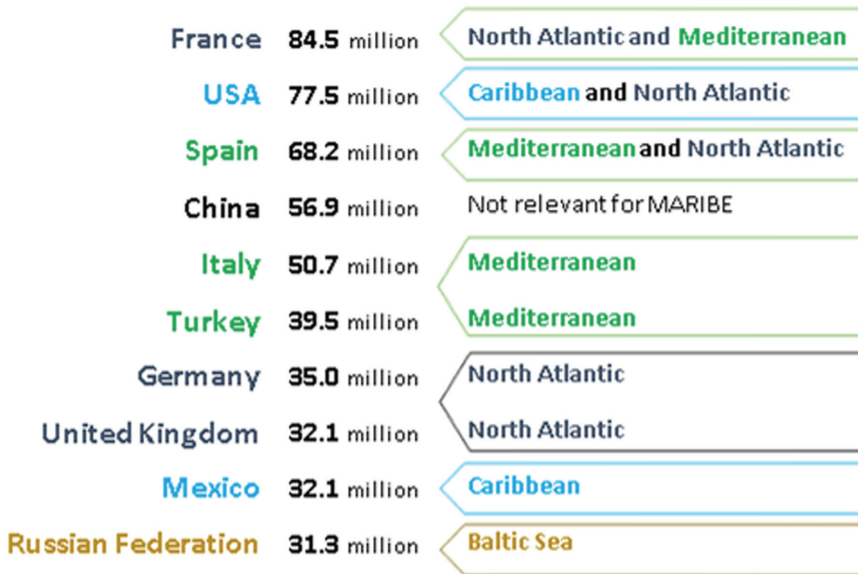 France 84.5 million North Atlantic and Mediterranean
USA 77.5 million Caribbean and North Atlantic
Spain 68.2 million Mediterranean and North Atlantic
China 56.9 million Not relevant for MARIBE
Italy 50.7 million Mediterranean
Turkey 39.5 million Mediterranean
Germany 35.0 million North Atlantic
United Kingdom 32.1 million North Atlantic
Mexico 32.1 million Caribbean
Russian Federation 31.3 million Baltic Sea